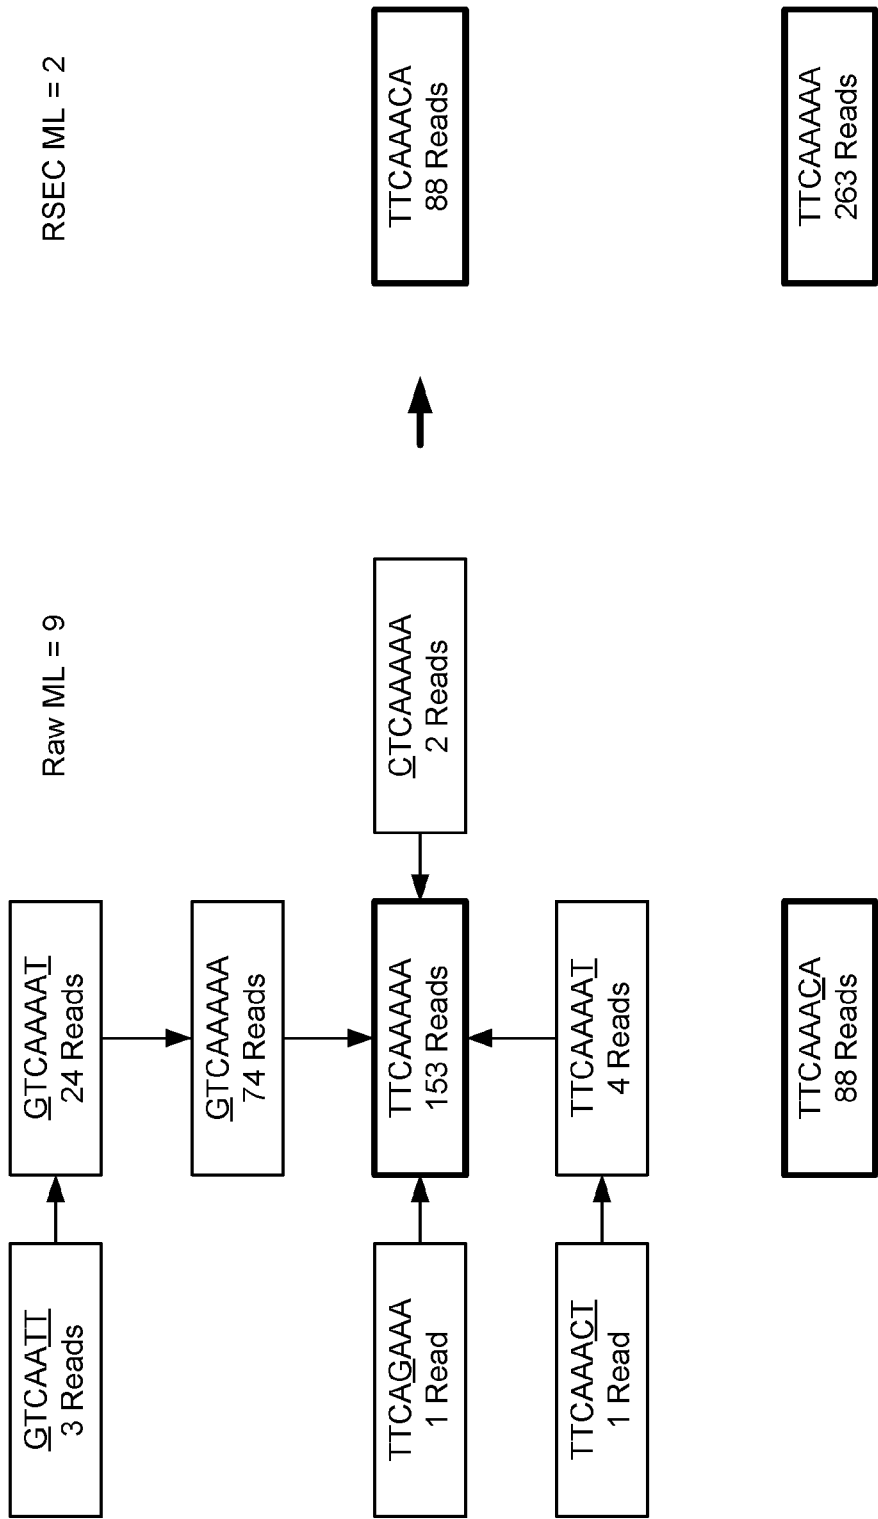 GTCAATT
3 Reads
GTCAAAAT
24 Reads
Raw ML = 9
RSEC ML = 2
GTCAAAAA
74 Reads
TTCAGAAA
1 Read
TTCAAAAA
153 Reads
CTCAAAAA
2 Reads
TTCAAACA
88 Reads
TTCAAACT
1 Read
TTCAAAAT
4 Reads
TTCAAACA
88 Reads
TTCAAAAA
263 Reads